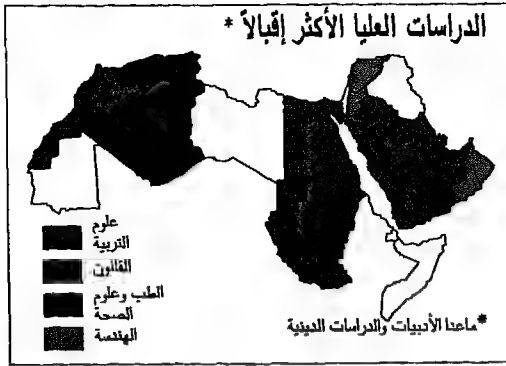 الدراسات العليا الأكثر إقبالاً *
علوم
التربية
القانون
الطب وعلوم
الصحة
الهندسة
*ماعدا الأدبيات والدراسات الدينية